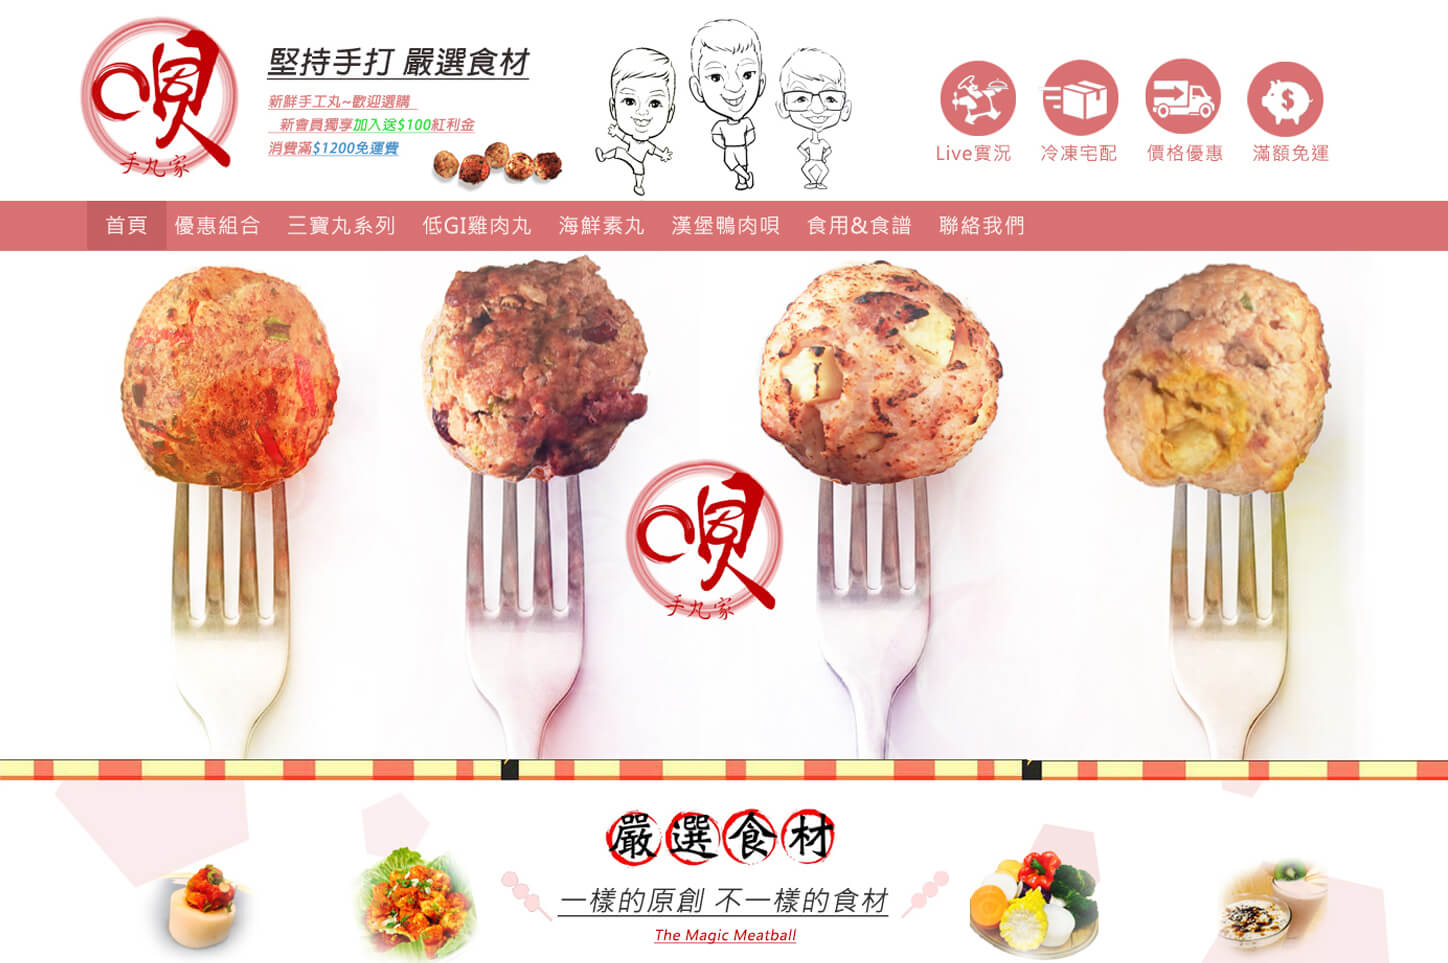 唄
手丸家
堅持手打 嚴選食材
新鮮手工丸~歡迎選購
新會員獨享加入送$100紅利金
消費滿$1200免運費
Live實況
冷凍宅配
價格優惠
滿額免運
首頁
優惠組合
三寶丸系列
低GI雞肉丸
海鮮素丸
漢堡鴨肉唄
食用&食譜
聯絡我們
唄
手丸家
嚴選食材
一樣的原創 不一樣的食材
The Magic Meatball